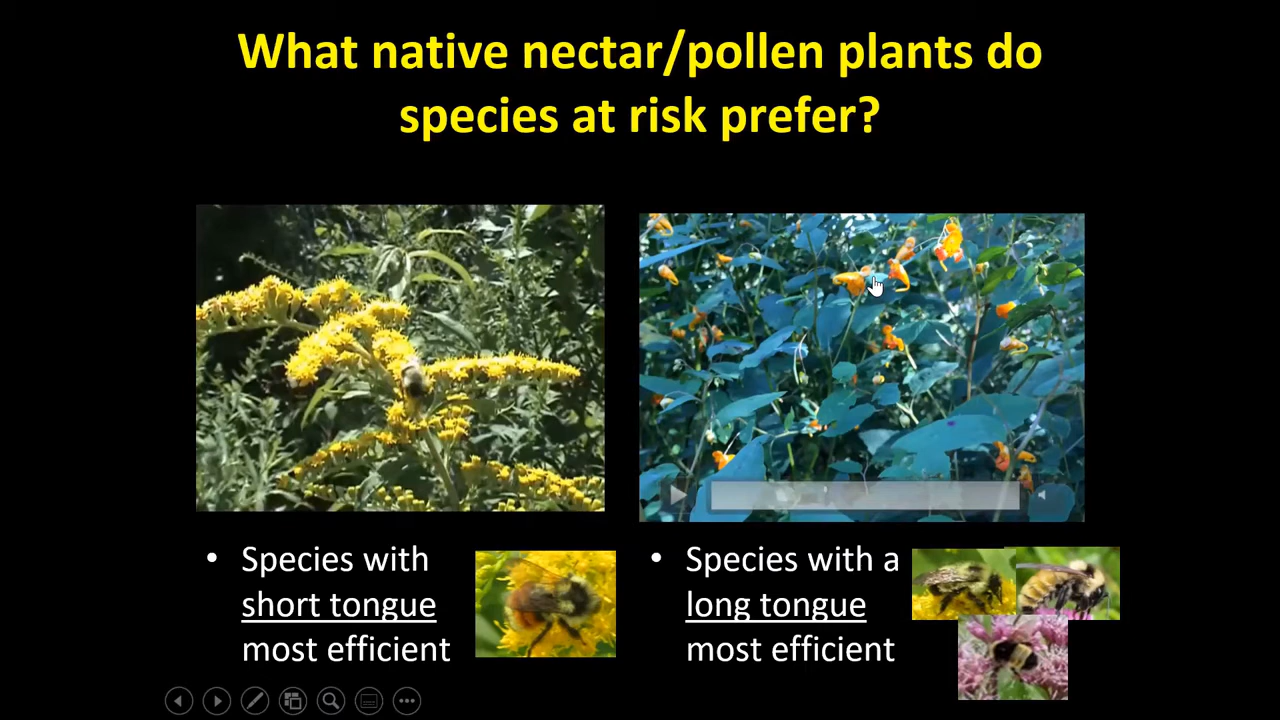 What native nectar/pollen plants do
species at risk prefer?
• Species with
short tongue
most efficient
• Species with a
long tongue
most efficient